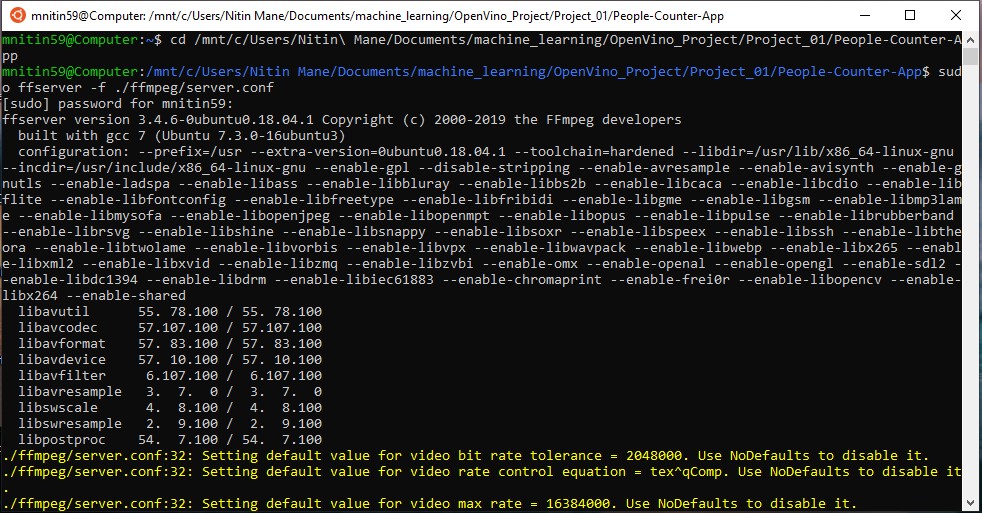 mnitin59@Computer: /mnt/c/Users/Nitin Mane/Documents/machine_learning/OpenVino_Project/Project_01/People-Counter-App
mnitin59@Computer:~$ cd /mnt/c/Users/Nitin\ Mane/Documents/machine_learning/OpenVino_Project/Project_01/People-Counter-A
pp
mnitin59@Computer:/mnt/c/Users/Nitin Mane/Documents/machine_learning/OpenVino_Project/Project_01/People-Counter-App$ sud
o ffserver -f ./ffmpeg/server.conf
[sudo] password for mnitin59:
ffserver version 3.4.6-0ubuntu0.18.04.1 Copyright (c) 2000-2019 the FFmpeg developers
  built with gcc 7 (Ubuntu 7.3.0-16ubuntu3)
  configuration: --prefix=/usr --extra-version=0ubuntu0.18.04.1 --toolchain=hardened --libdir=/usr/lib/x86_64-linux-gnu
--incdir=/usr/include/x86_64-linux-gnu --enable-gpl --disable-stripping --enable-avresample --enable-avisynth --enable-g
nutls --enable-ladspa --enable-libass --enable-libbluray --enable-libbs2b --enable-libcaca --enable-libcdio --enable-lib
flite --enable-libfontconfig --enable-libfreetype --enable-libfribidi --enable-libgme --enable-libgsm --enable-libmp3lam
e --enable-libmysofa --enable-libopenjpeg --enable-libopenmpt --enable-libopus --enable-libpulse --enable-librubberband
--enable-librsvg --enable-libshine --enable-libsnappy --enable-libsoxr --enable-libspeex --enable-libssh --enable-libthe
ora --enable-libtwolame --enable-libvorbis --enable-libvpx --enable-libwavpack --enable-libwebp --enable-libx265 --enabl
e-libxml2 --enable-libxvid --enable-libzmq --enable-libzvbi --enable-omx --enable-openal --enable-opengl --enable-sdl2 -
-enable-libdc1394 --enable-libdrm --enable-libiec61883 --enable-chromaprint --enable-frei0r --enable-libopencv --enable-
libx264 --enable-shared
  libavutil      55. 78.100 / 55. 78.100
  libavcodec     57.107.100 / 57.107.100
  libavformat    57. 83.100 / 57. 83.100
  libavdevice    57. 10.100 / 57. 10.100
  libavfilter     6.107.100 /  6.107.100
  libavresample   3.  7.  0 /  3.  7.  0
  libswscale      4.  8.100 /  4.  8.100
  libswresample   2.  9.100 /  2.  9.100
  libpostproc    54.  7.100 / 54.  7.100
./ffmpeg/server.conf:32: Setting default value for video bit rate tolerance = 2048000. Use NoDefaults to disable it.
./ffmpeg/server.conf:32: Setting default value for video rate control equation = tex^qComp. Use NoDefaults to disable it
.
./ffmpeg/server.conf:32: Setting default value for video max rate = 16384000. Use NoDefaults to disable it.